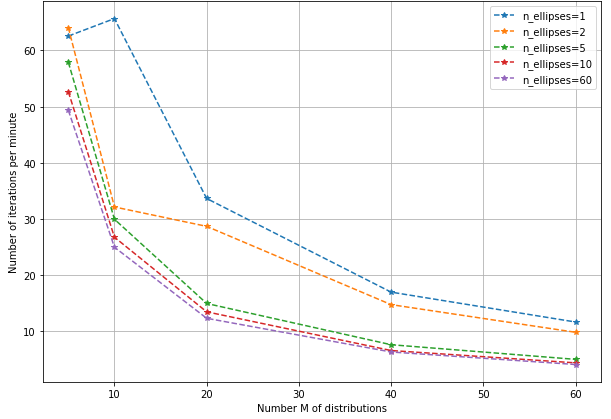 n_ellipses=1
n_ellipses=2
n_ellipses=5
n_ellipses=10
n_ellipses=60
Number of iterations per minute
60
50
40
30
20
10
10 20 30 40 50 60
Number M of distributions